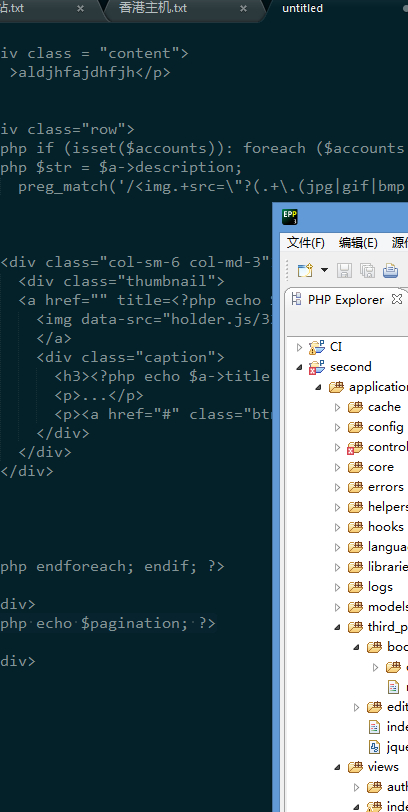 站.txt
香港主机.txt
untitled
iv class = "content">
>aldjhfajdhfjh</p>
iv class="row">
php if (isset($accounts)): foreach ($accounts
php $str = $a->description;
preg_match('/<img.+src=\"?(.+\.(jpg|gif|bmp
<div class="col-sm-6 col-md-3"
<div class="thumbnail">
<a href="" title=<?php echo $
<img data-src="holder.js/3
</a>
<div class="caption">
<h3><?php echo $a->title
<p>...</p>
<p><a href="#" class="btn
</div>
</div>
</div>
php endforeach; endif; ?>
div>
php echo $pagination; ?>
div>
EPP
3
文件(F) 编辑(E) 源
PHP Explorer
CI
second
application
cache
config
control
core
errors
helpers
hooks
langua
librarie
logs
models
third_p
boo
edit
inde
jque
views
auth
inde